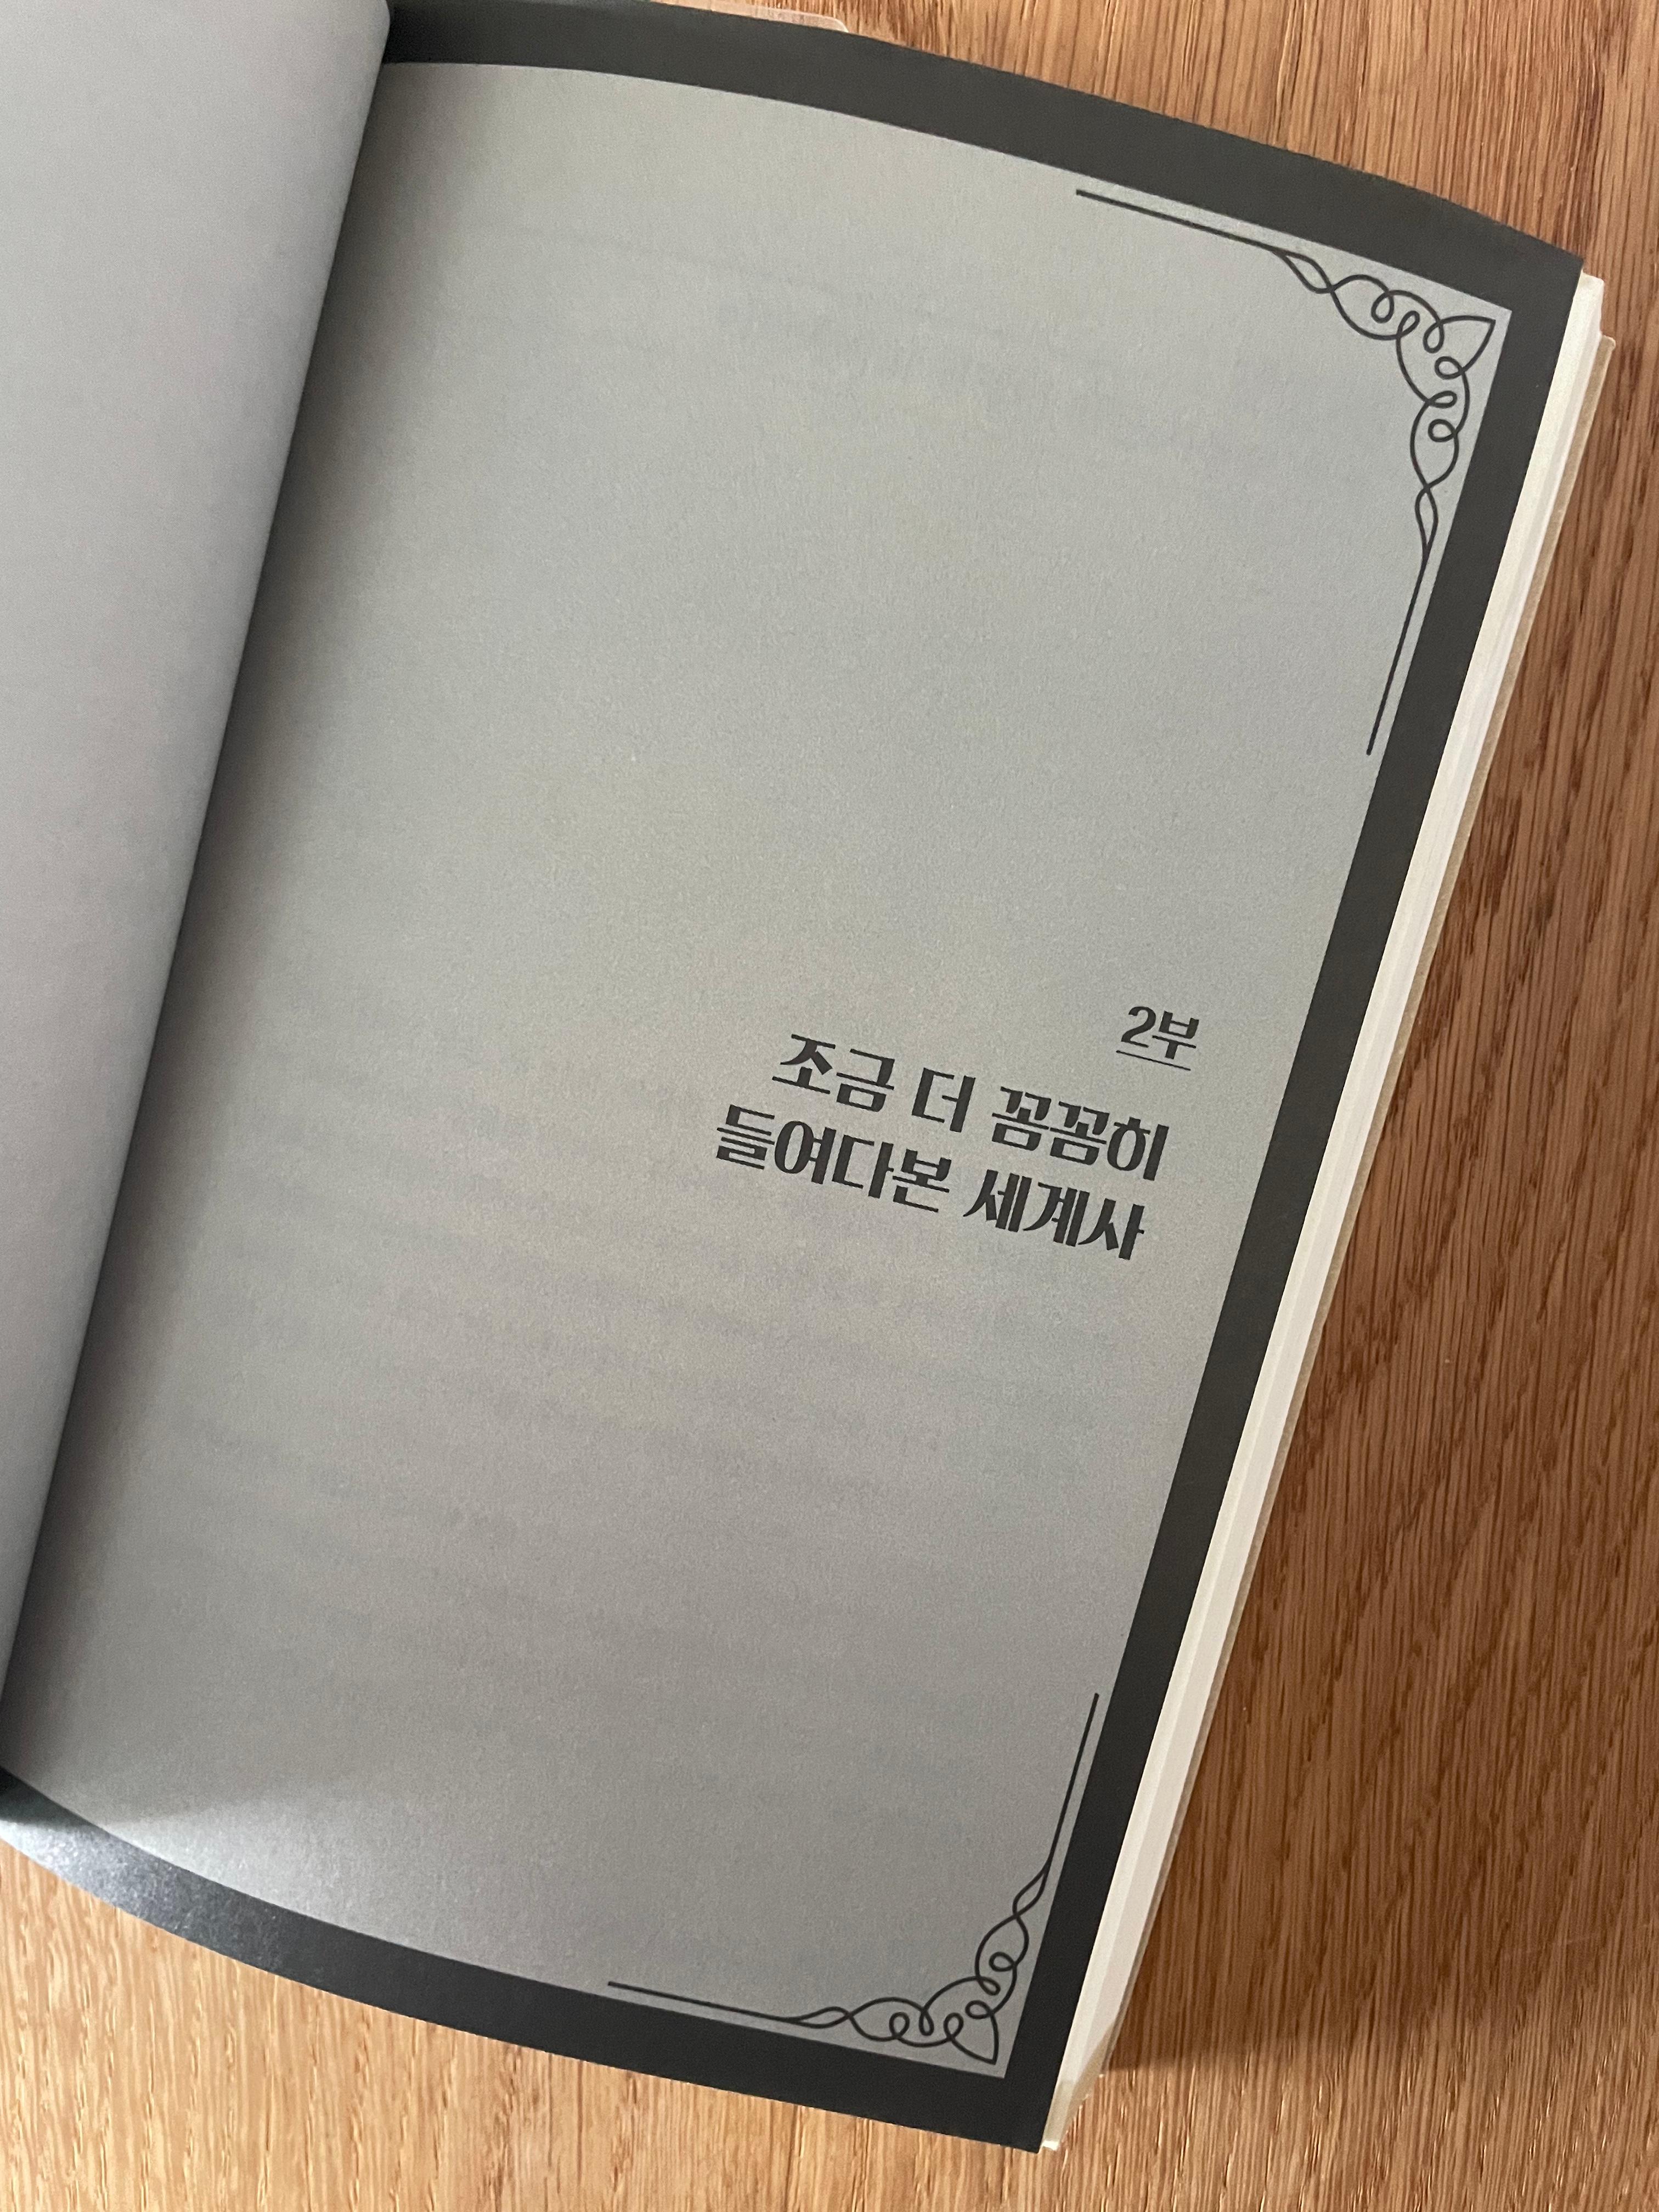 2부
조금 더 꼼꼼히
들여다본 세계사